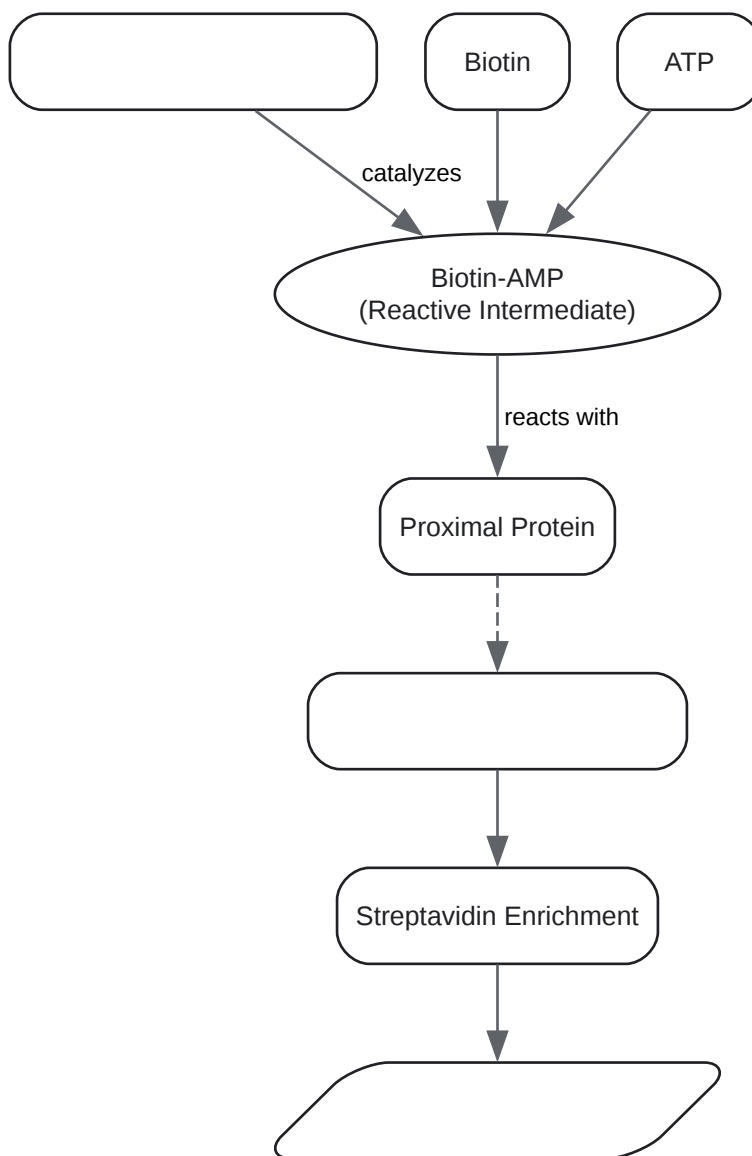 Biotin
ATP
catalyzes
Biotin-AMP
(Reactive Intermediate)
reacts with
Proximal Protein
Streptavidin Enrichment